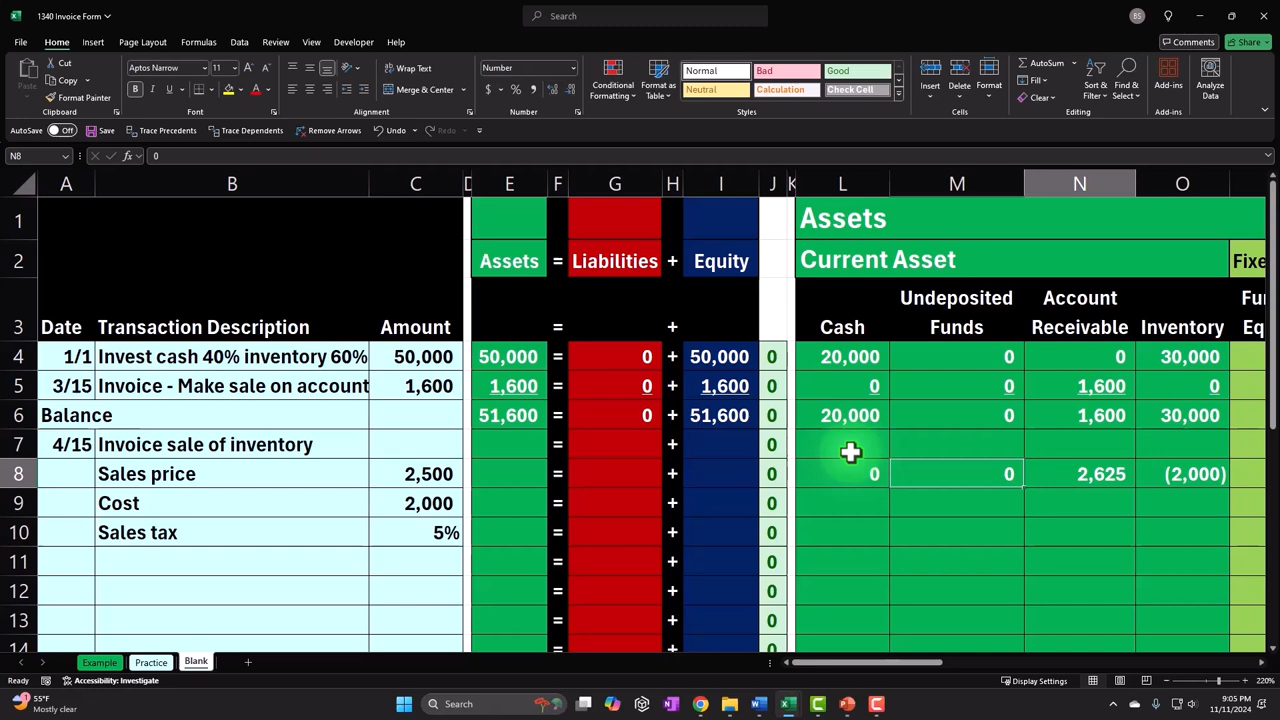 1340 Invoice Form
Search
BS
File Home Insert Page Layout Formulas Data Review View Developer Help
Comments Share
Paste Cut Copy Format Painter
Clipboard
Aptos Narrow 11
Font
Wrap Text
Merge & Center
Alignment
Number
Number
Conditional Formatting
Format as Table
Normal Bad Good
Neutral Calculation Check Cell
Styles
Insert Delete Format
Cells
AutoSum Fill Clear
Sort & Filter Find & Select
Editing
Add-ins
Add-ins
Analyze Data
AutoSave Off Save Trace Precedents Trace Dependents Remove Arrows Undo Redo
N8 fx 0
A B C D E F G H I J K L M N O
1 Assets
2 Assets = Liabilities + Equity Current Asset Fixe
3 Date Transaction Description Amount = + Cash Undeposited Funds Account Receivable Inventory Fu Eq
4 1/1 Invest cash 40% inventory 60% 50,000 50,000 = 0 + 50,000 0 20,000 0 0 30,000
5 3/15 Invoice - Make sale on account 1,600 1,600 = 0 + 1,600 0 0 0 1,600 0
6 Balance 51,600 = 0 + 51,600 0 20,000 0 1,600 30,000
7 4/15 Invoice sale of inventory = + 0
8 Sales price 2,500 = + 0 0 0 2,625 (2,000)
9 Cost 2,000 = + 0
10 Sales tax 5% = + 0
11 = + 0
12 = + 0
13 = + 0
14
Example Practice Blank
Ready Accessibility: Investigate Display Settings 220%
1 55°F
Mostly clear
Search
9:05 PM
11/11/2024